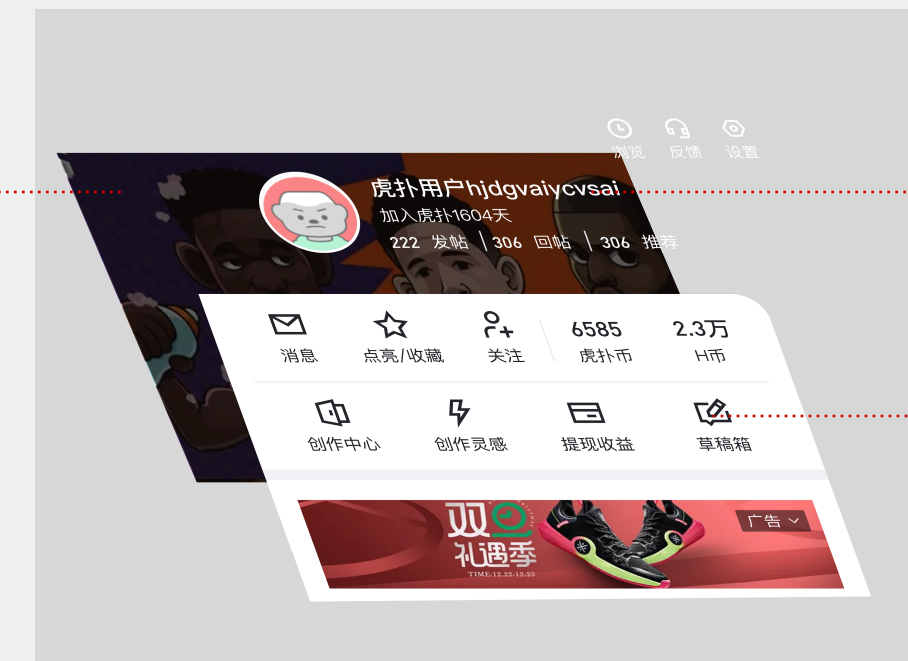 浏览 反馈 设置
虎扑用户hjdgvaiycvsai
加入虎扑1604天
222 发帖 306 回帖 306 推荐
6585 2.3万
消息 点亮/收藏 关注 虎扑币 H币
创作中心 创作灵感 提现收益 草稿箱
双旦
礼遇季
TIME:12.22-12.23
广告